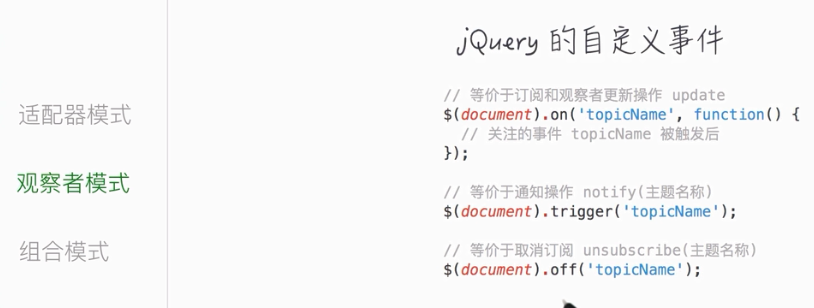 适配器模式
观察者模式
组合模式
jQuery 的自定义事件
// 等价于订阅和观察者更新操作 update
$(document).on('topicName', function() {
// 关注的事件 topicName 被触发后
});
// 等价于通知操作 notify(主题名称)
$(document).trigger('topicName');
// 等价于取消订阅 unsubscribe(主题名称)
$(document).off('topicName');